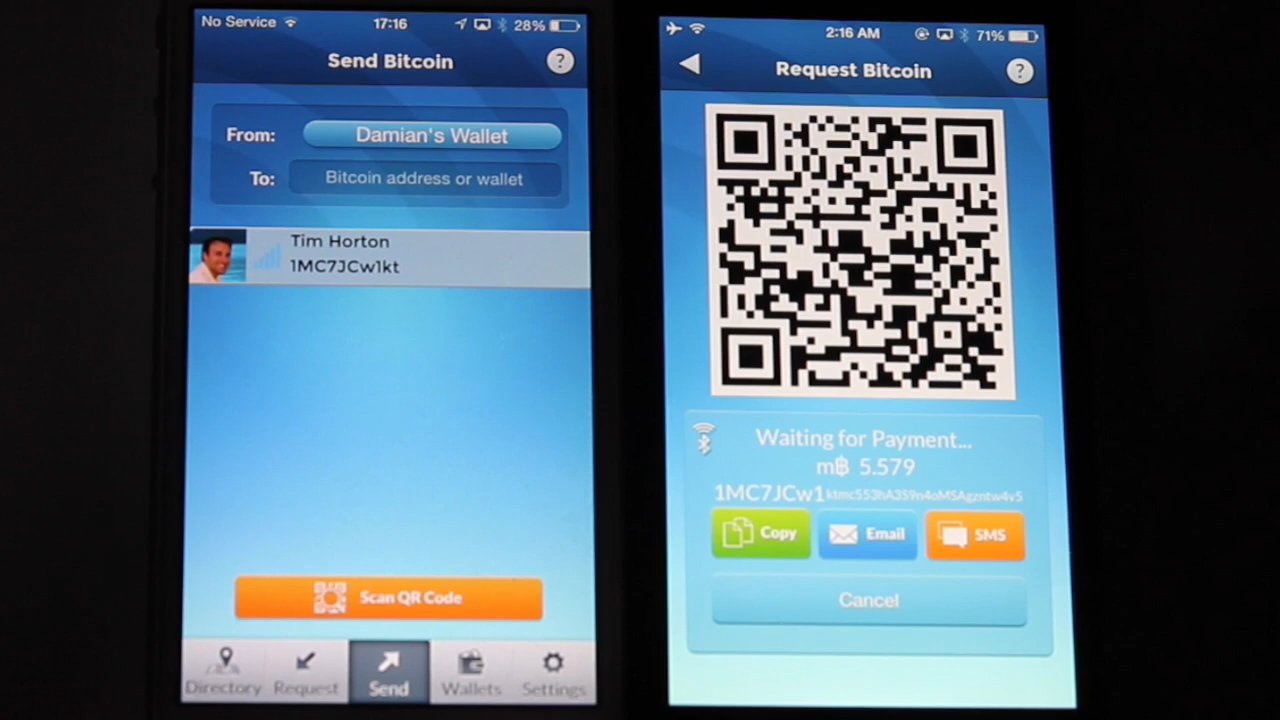 No Service 17:16 28%
Send Bitcoin ?
From: Damian's Wallet
To: Bitcoin address or wallet
Tim Horton
1MC7JCw1kt
Scan QR Code
Directory Request Send Wallets Settings
2:16 AM 71%
Request Bitcoin ?
Waiting for Payment...
m฿ 5.579
1MC7JCw1ktmc553hA3S9n4oMSAgzntw4v5
Copy Email SMS
Cancel